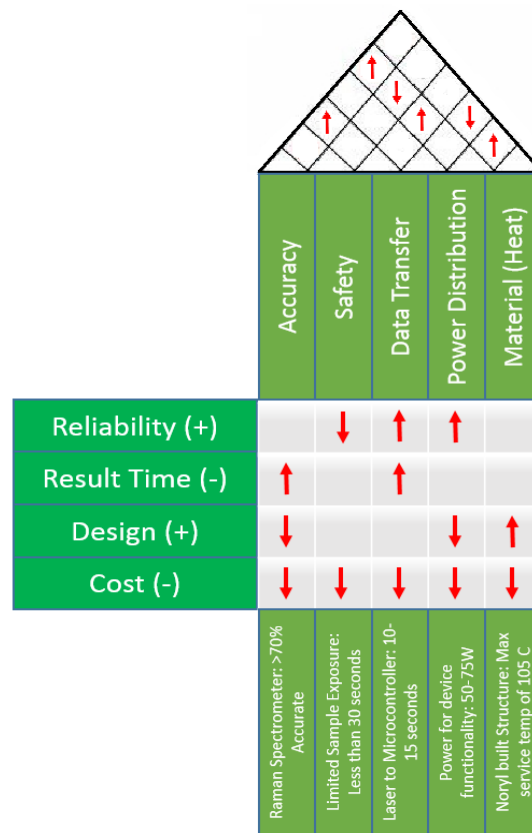 Accuracy
Safety
Data Transfer
Power Distribution
Material (Heat)
Reliability (+)
Result Time (-)
Design (+)
Cost (-)
Raman Spectrometer: >70%
Accurate
Limited Sample Exposure:
Less than 30 seconds
Laser to Microcontroller: 10-
15 seconds
Power for device
functionality: 50-75W
Noryl built Structure: Max
service temp of 105 C